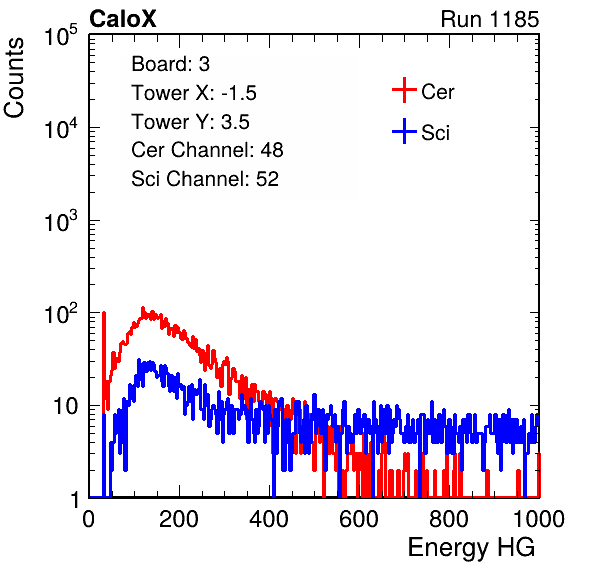 CaloX Run 1185
Counts
10^5
10^4
10^3
10^2
10
1
Board: 3
Tower X: -1.5
Tower Y: 3.5
Cer Channel: 48
Sci Channel: 52
Cer
Sci
0 200 400 600 800 1000
Energy HG